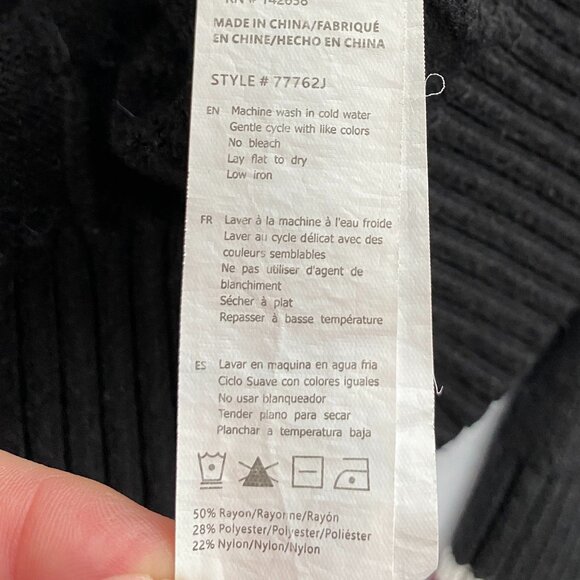 RN # 142638
MADE IN CHINA/FABRIQUÉ
EN CHINE/HECHO EN CHINA
STYLE # 77762J
EN Machine wash in cold water
Gentle cycle with like colors
No bleach
Lay flat to dry
Low iron
FR Laver à la machine à l'eau froide
Laver au cycle délicat avec des
couleurs semblables
Ne pas utiliser d'agent de
blanchiment
Sécher à plat
Repasser à basse température
ES Lavar en maquina en agua fria
Ciclo Suave con colores iguales
No usar blanqueador
Tender plano para secar
Planchar a temperatura baja
50% Rayon/Rayonne/Rayón
28% Polyester/Polyester/Poliéster
22% Nylon/Nylon/Nylon